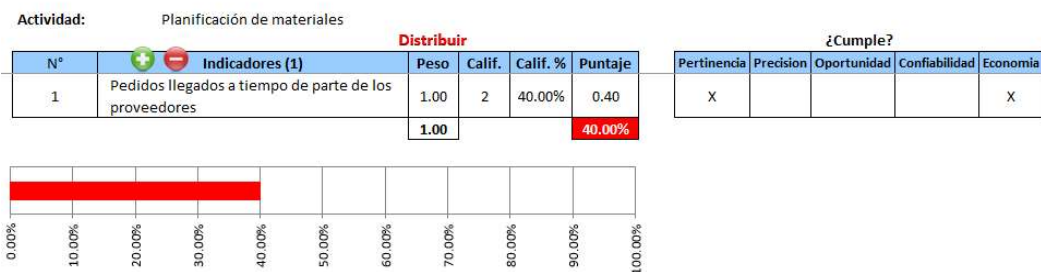 Actividad: Planificación de materiales
Distribuir ¿Cumple?
N° Indicadores (1) Peso Calif. Calif. % Puntaje Pertinencia Precision Oportunidad Confiabilidad Economia
1 Pedidos llegados a tiempo de parte de los proveedores 1.00 2 40.00% 0.40 X X
1.00 40.00%
0.00% 10.00% 20.00% 30.00% 40.00% 50.00% 60.00% 70.00% 80.00% 90.00% 100.00%